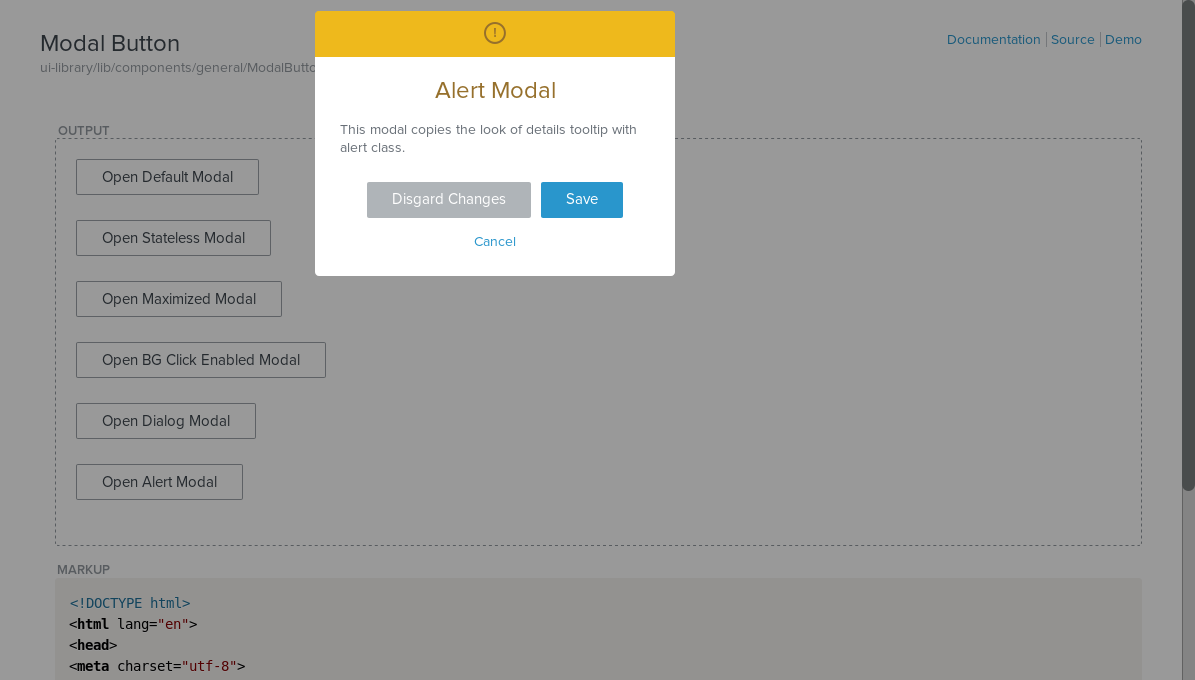 Modal Button
ui-library/lib/components/general/ModalButto
Documentation
Source
Demo
!
Alert Modal
This modal copies the look of details tooltip with
alert class.
Disgard Changes
Save
Cancel
OUTPUT
Open Default Modal
Open Stateless Modal
Open Maximized Modal
Open BG Click Enabled Modal
Open Dialog Modal
Open Alert Modal
MARKUP
<!DOCTYPE html>
<html lang="en">
<head>
<meta charset="utf-8">